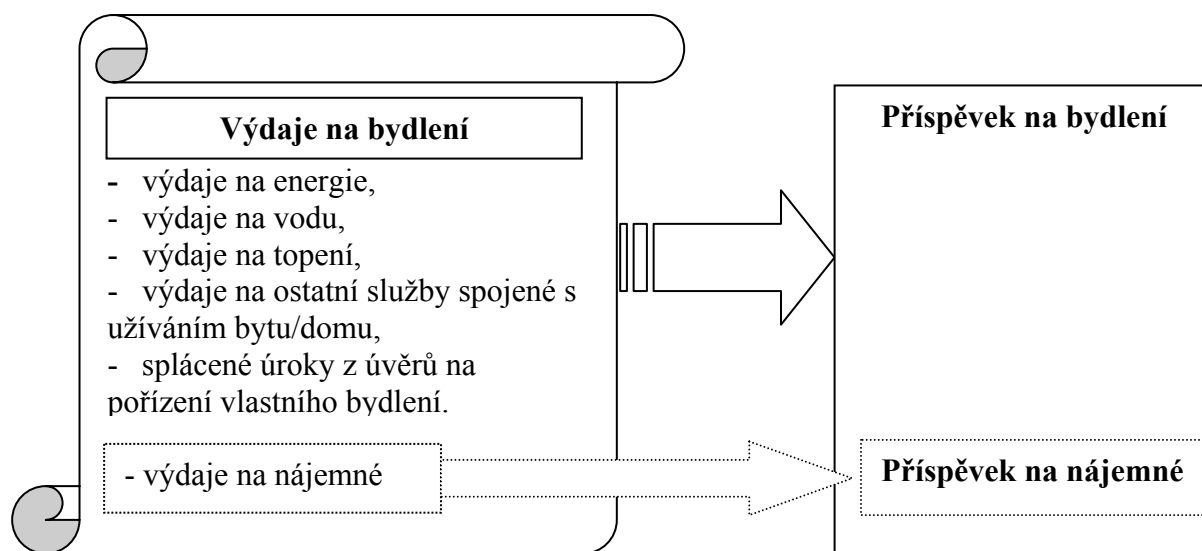 Výdaje na bydlení
- výdaje na energie,
- výdaje na vodu,
- výdaje na topení,
- výdaje na ostatní služby spojené s
užíváním bytu/domu,
- splácené úroky z úvěrů na
pořízení vlastního bydlení.
- výdaje na nájemné
Příspěvek na bydlení
Příspěvek na nájemné